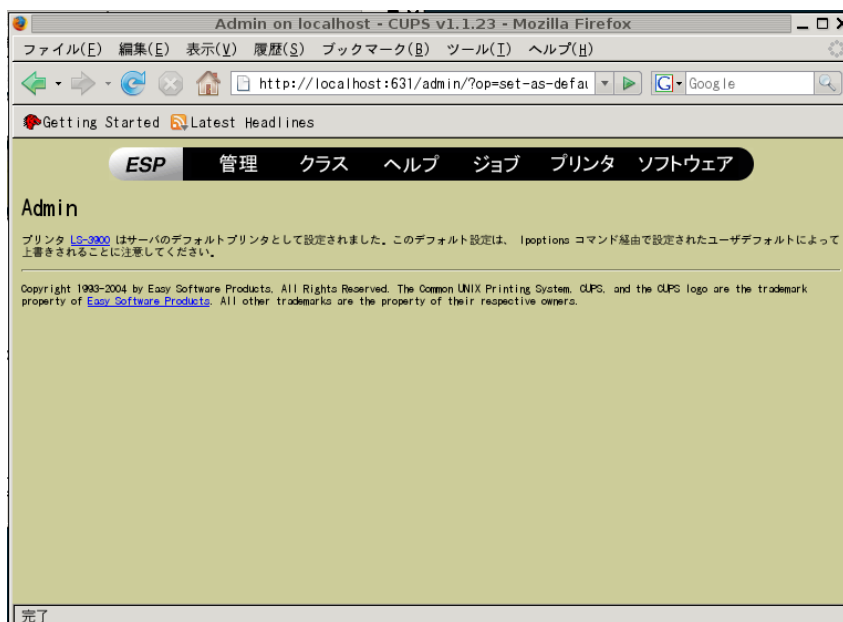 Admin on localhost - CUPS v1.1.23 - Mozilla Firefox
ファイル(F) 編集(E) 表示(V) 履歴(S) ブックマーク(B) ツール(T) ヘルプ(H)
http://localhost:631/admin/?op=set-as-defau
Google
Getting Started Latest Headlines
ESP 管理 クラス ヘルプ ジョブ プリンタ ソフトウェア
Admin
プリンタ LS-3900 はサーバのデフォルトプリンタとして設定されました。このデフォルト設定は、 lpoptions コマンド経由で設定されたユーザデフォルトによって
上書きされることに注意してください。
Copyright 1993-2004 by Easy Software Products, All Rights Reserved. The Common UNIX Printing System, CUPS, and the CUPS logo are the trademark
property of Easy Software Products. All other trademarks are the property of their respective owners.
完了